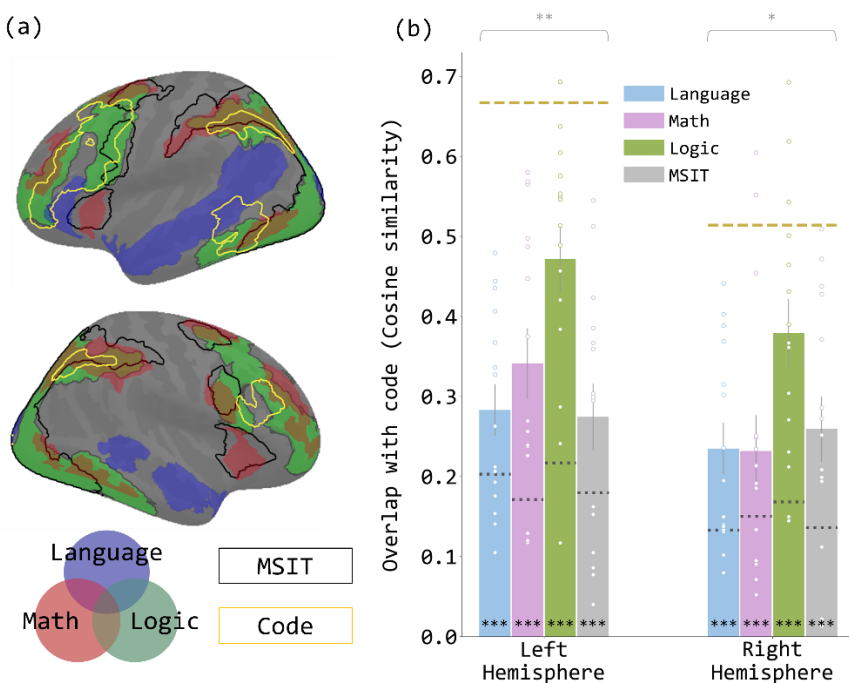 (a)
Language
Math
Logic
MSIT
Code
(b)
**
*
Overlap with code (Cosine similarity)
0.7
0.6
0.5
0.4
0.3
0.2
0.1
0.0
Language
Math
Logic
MSIT
*** *** *** ***
*** *** *** ***
Left
Hemisphere
Right
Hemisphere